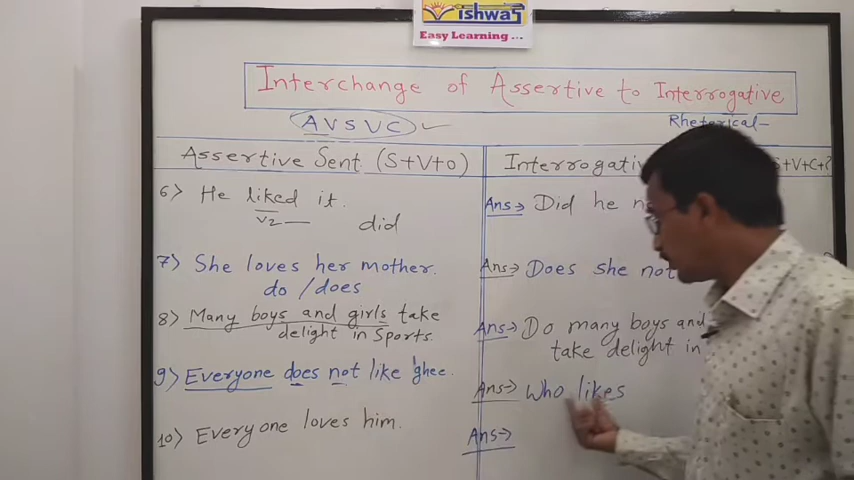 ishwar
Easy Learning ...
Interchange of Assertive to Interrogative
AVSVC
Rhetorical-
Assertive Sent. (S+V+O)
Interrogative S+V+C+?
6) He liked it.
V2 did
Ans→ Did he
7) She loves her mother.
do / does
Ans→ Does she not
8) Many boys and girls take
delight in Sports.
Ans→ Do many boys and
take delight in
9) Everyone does not like ghee.
Ans→ Who likes
10) Everyone loves him.
Ans→